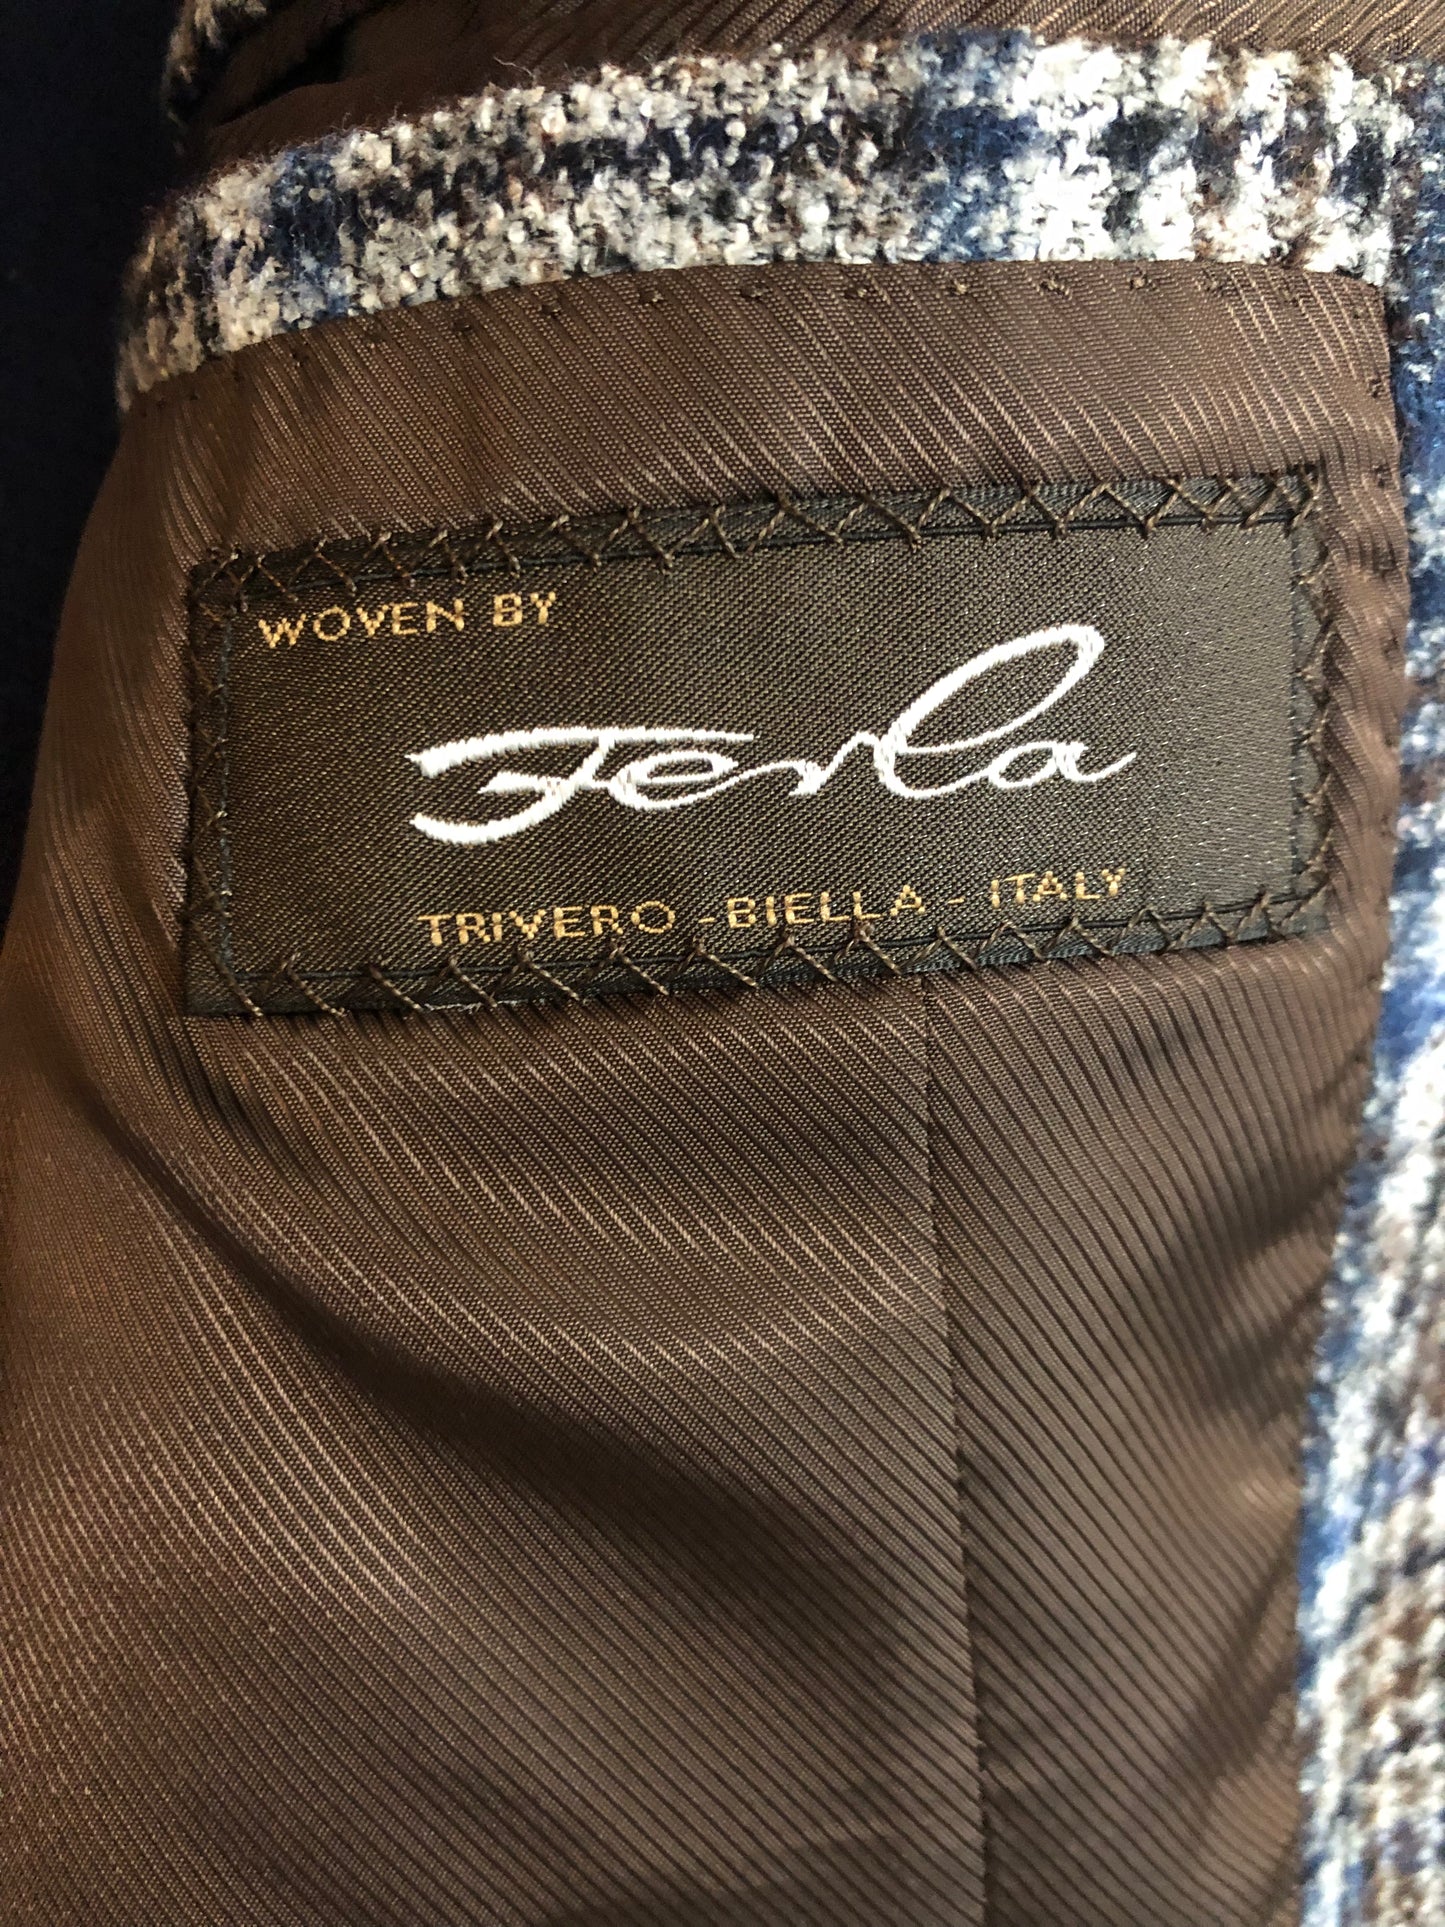 WOVEN BY
Ferla
TRIVERO - BIELLA - ITALY